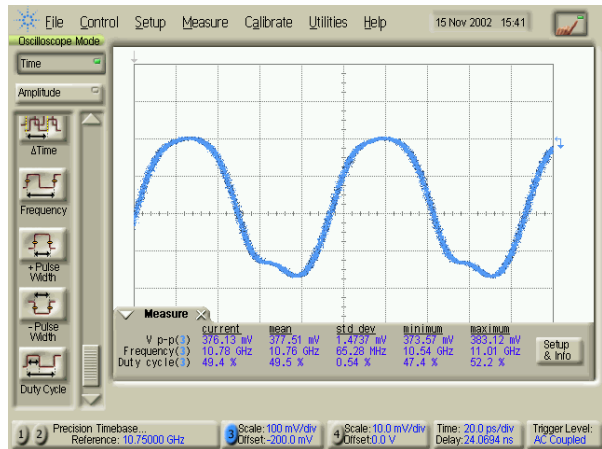 File Control Setup Measure Calibrate Utilities Help 15 Nov 2002 15:41
Oscilloscope Mode
Time
Amplitude
ΔTime
Frequency
+ Pulse
Width
- Pulse
Width
Duty Cycle
Measure
current mean std dev minimum maximum
V p-p(3) 376.13 mV 377.51 mV 1.4737 mV 373.57 mV 383.12 mV
Frequency(3) 10.78 GHz 10.76 GHz 65.28 MHz 10.54 GHz 11.01 GHz
Duty cycle(3) 49.4 % 49.5 % 0.54 % 47.4 % 52.2 %
Setup
& Info
1 2 Precision Timebase...
Reference: 10.75000 GHz
3 Scale: 100 mV/div
Offset:-200.0 mV
4 Scale: 10.0 mV/div
Offset:0.0 V
Time: 20.0 ps/div
Delay:24.0694 ns
Trigger Level:
AC Coupled